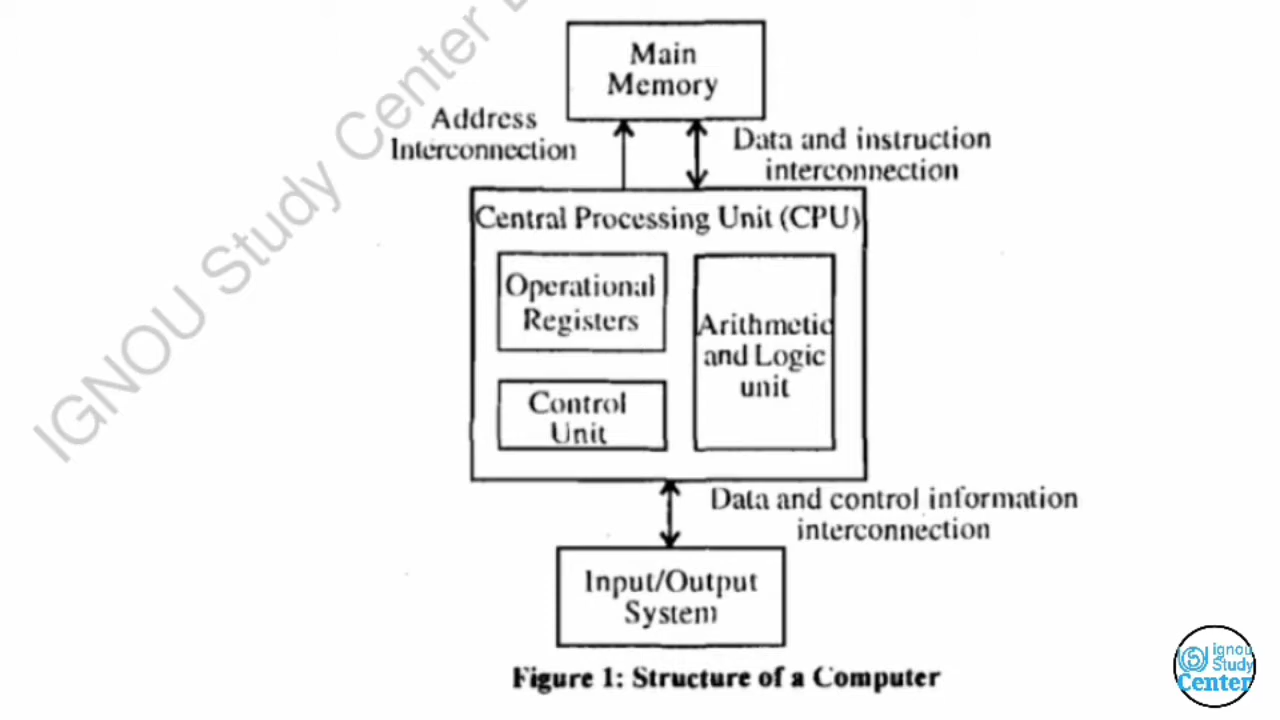 IGNOU Study Center
Main
Memory
Address
Interconnection
Data and instruction
interconnection
Central Processing Unit (CPU)
Operational
Registers
Arithmetic
and Logic
unit
Control
Unit
Data and control information
interconnection
Input/Output
System
Figure 1: Structure of a Computer
ignou
Study
Center